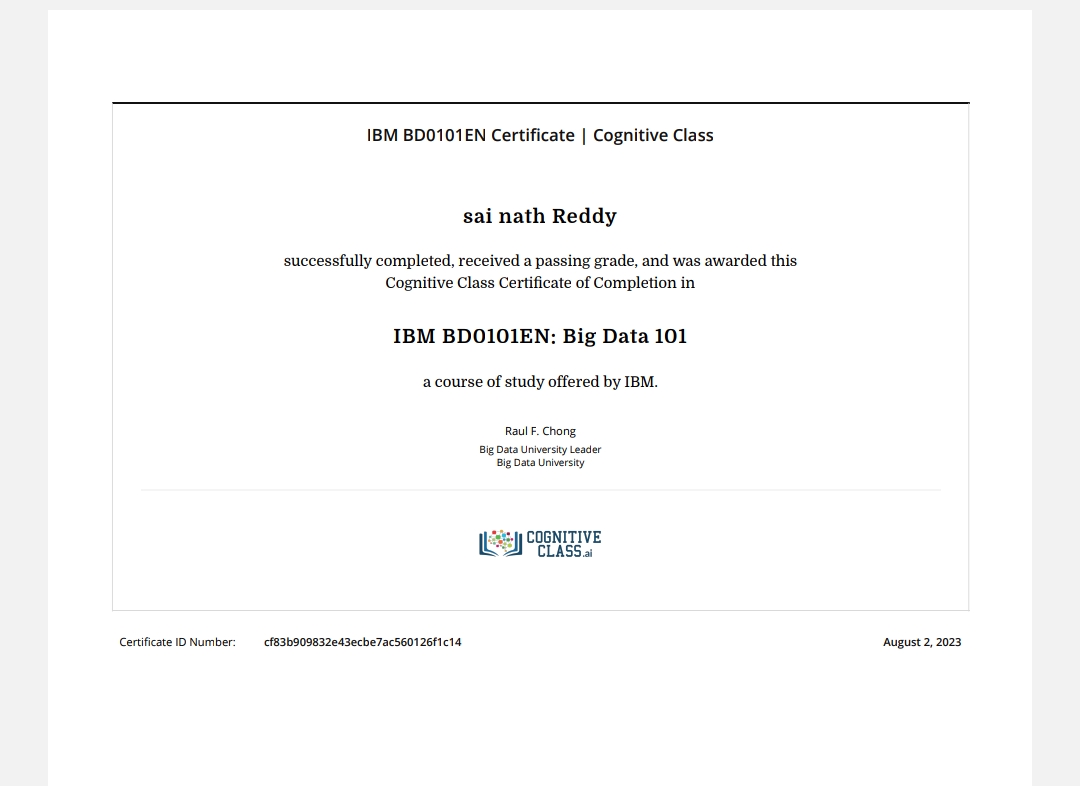 IBM BD0101EN Certificate | Cognitive Class
sai nath Reddy
successfully completed, received a passing grade, and was awarded this
Cognitive Class Certificate of Completion in
IBM BD0101EN: Big Data 101
a course of study offered by IBM.
Raul F. Chong
Big Data University Leader
Big Data University
COGNITIVE
CLASS.ai
Certificate ID Number: cf83b909832e43ecbe7ac560126f1c14 August 2, 2023